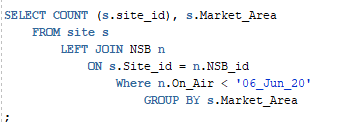 SELECT COUNT (s.site_id), s.Market_Area
FROM site s
LEFT JOIN NSB n
ON s.Site_id = n.NSB_id
Where n.On_Air < '06_Jun_20'
GROUP BY s.Market_Area
;